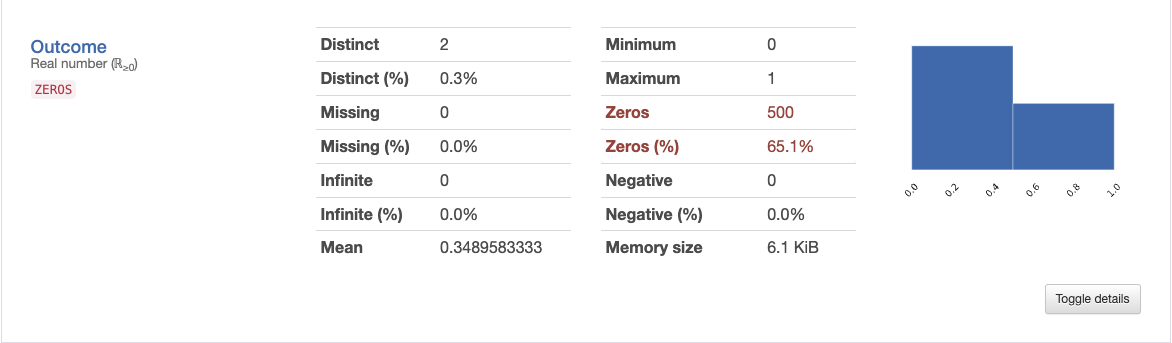 Outcome
Real number (ℝ≥0)
ZEROS
Distinct 2
Distinct (%) 0.3%
Missing 0
Missing (%) 0.0%
Infinite 0
Infinite (%) 0.0%
Mean 0.3489583333
Minimum 0
Maximum 1
Zeros 500
Zeros (%) 65.1%
Negative 0
Negative (%) 0.0%
Memory size 6.1 KiB
0.0 0.2 0.4 0.6 0.8 1.0
Toggle details